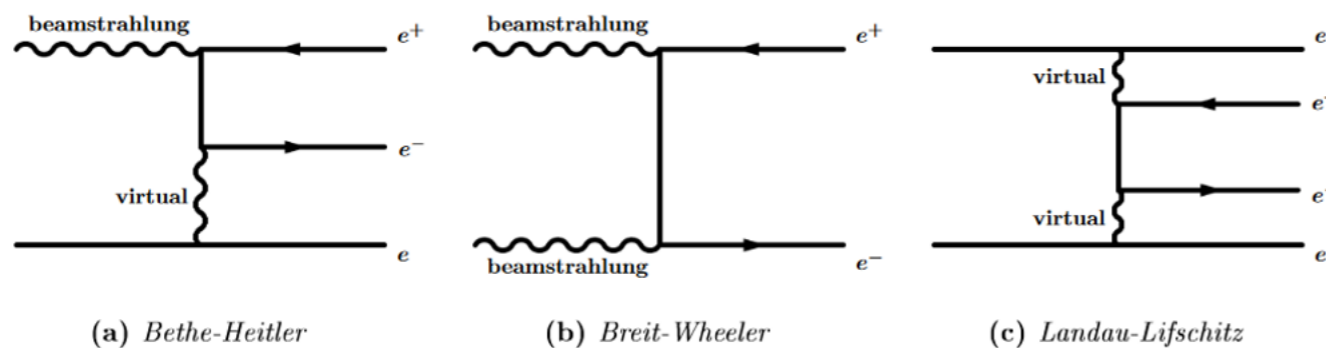 beamstrahlung
e⁺
e⁻
virtual
e
(a) Bethe-Heitler
beamstrahlung
e⁺
beamstrahlung
e⁻
(b) Breit-Wheeler
e
virtual
e
e
virtual
e
(c) Landau-Lifschitz